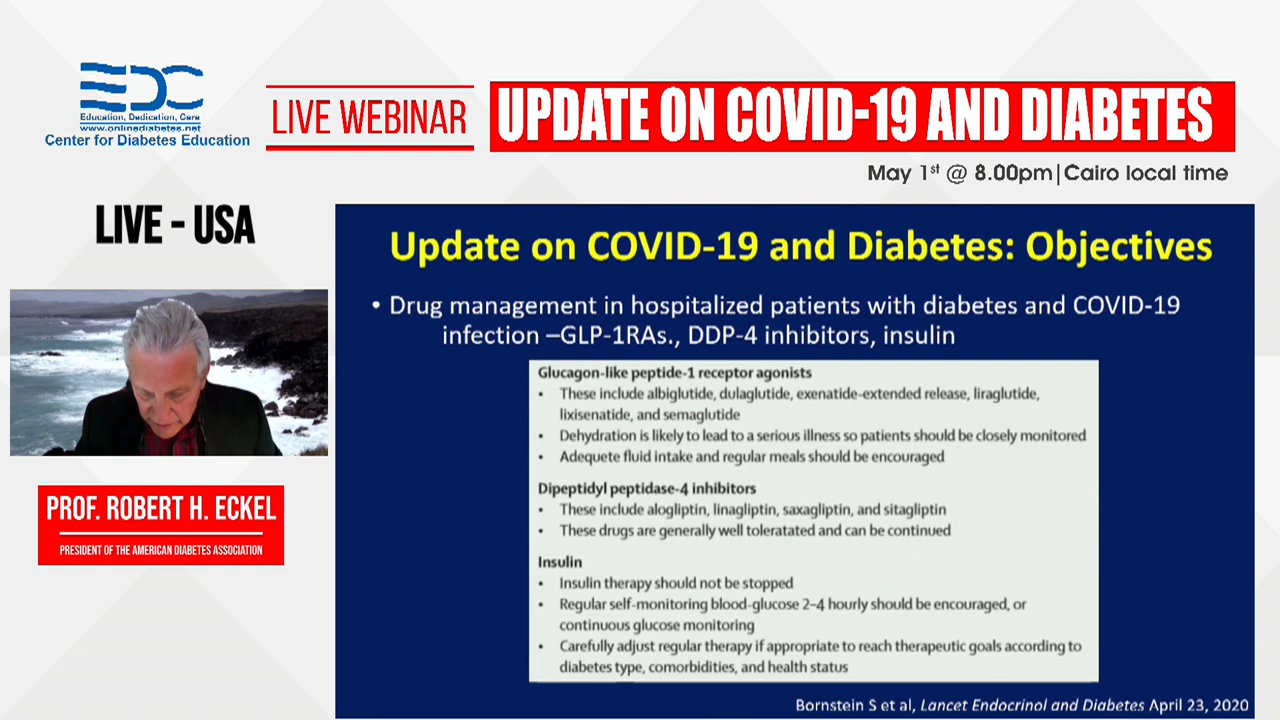 EDC
Education, Dedication, Care
www.onlinediabetes.net
Center for Diabetes Education
LIVE WEBINAR
UPDATE ON COVID-19 AND DIABETES
May 1st @ 8.00pm|Cairo local time
LIVE - USA
PROF. ROBERT H. ECKEL
PRESIDENT OF THE AMERICAN DIABETES ASSOCIATION
Update on COVID-19 and Diabetes: Objectives
• Drug management in hospitalized patients with diabetes and COVID-19
infection –GLP-1RAs., DDP-4 inhibitors, insulin
Glucagon-like peptide-1 receptor agonists
• These include albiglutide, dulaglutide, exenatide-extended release, liraglutide,
lixisenatide, and semaglutide
• Dehydration is likely to lead to a serious illness so patients should be closely monitored
• Adequete fluid intake and regular meals should be encouraged
Dipeptidyl peptidase-4 inhibitors
• These include alogliptin, linagliptin, saxagliptin, and sitagliptin
• These drugs are generally well toleratated and can be continued
Insulin
• Insulin therapy should not be stopped
• Regular self-monitoring blood-glucose 2–4 hourly should be encouraged, or
continuous glucose monitoring
• Carefully adjust regular therapy if appropriate to reach therapeutic goals according to
diabetes type, comorbidities, and health status
Bornstein S et al, Lancet Endocrinol and Diabetes April 23, 2020